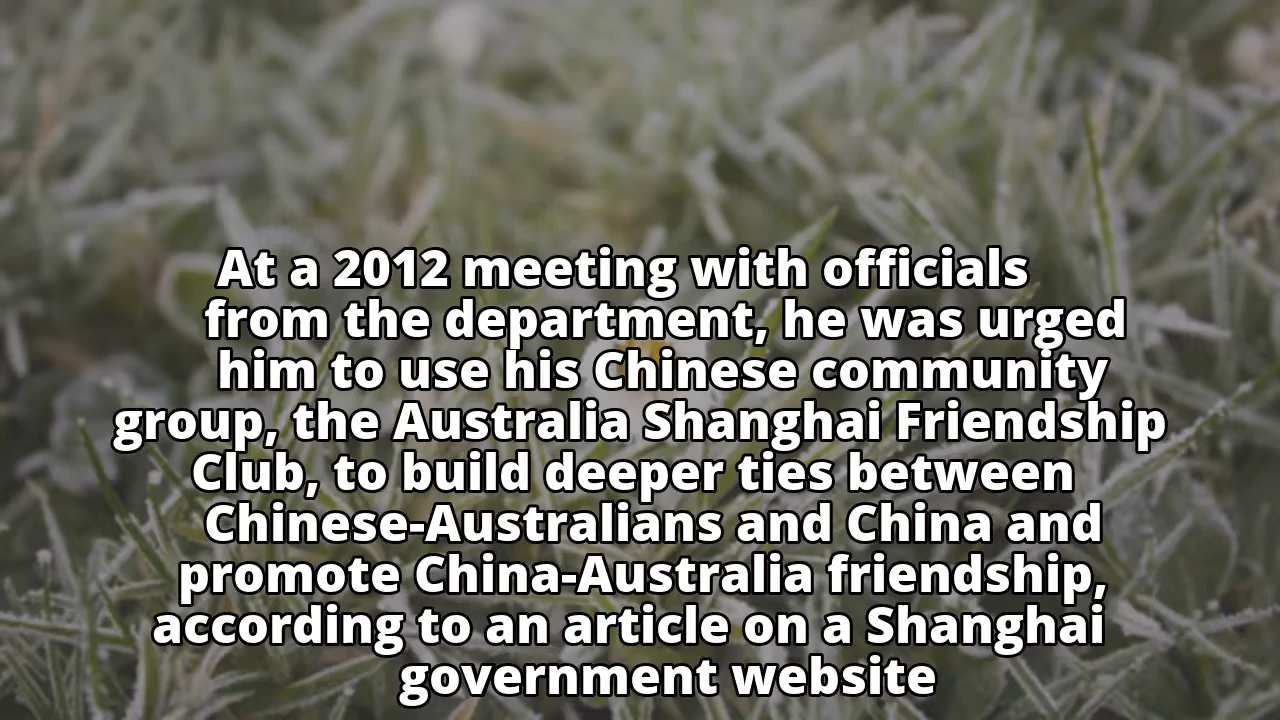 At a 2012 meeting with officials
from the department, he was urged
him to use his Chinese community
group, the Australia Shanghai Friendship
Club, to build deeper ties between
Chinese-Australians and China and
promote China-Australia friendship,
according to an article on a Shanghai
government website